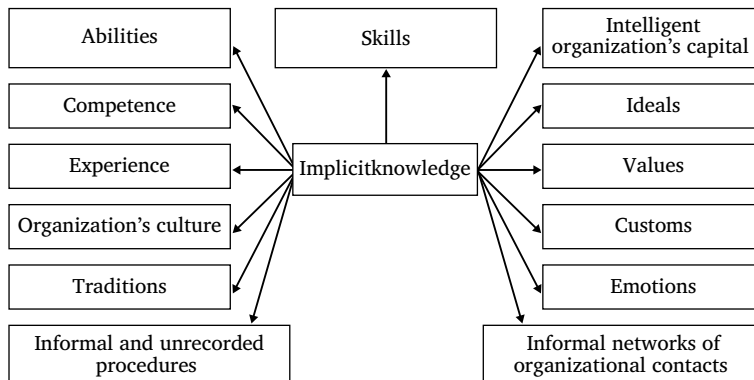 Abilities
Skills
Intelligent
organization's capital
Competence
Ideals
Experience
Implicitknowledge
Values
Organization's culture
Customs
Traditions
Emotions
Informal and unrecorded
procedures
Informal networks of
organizational contacts